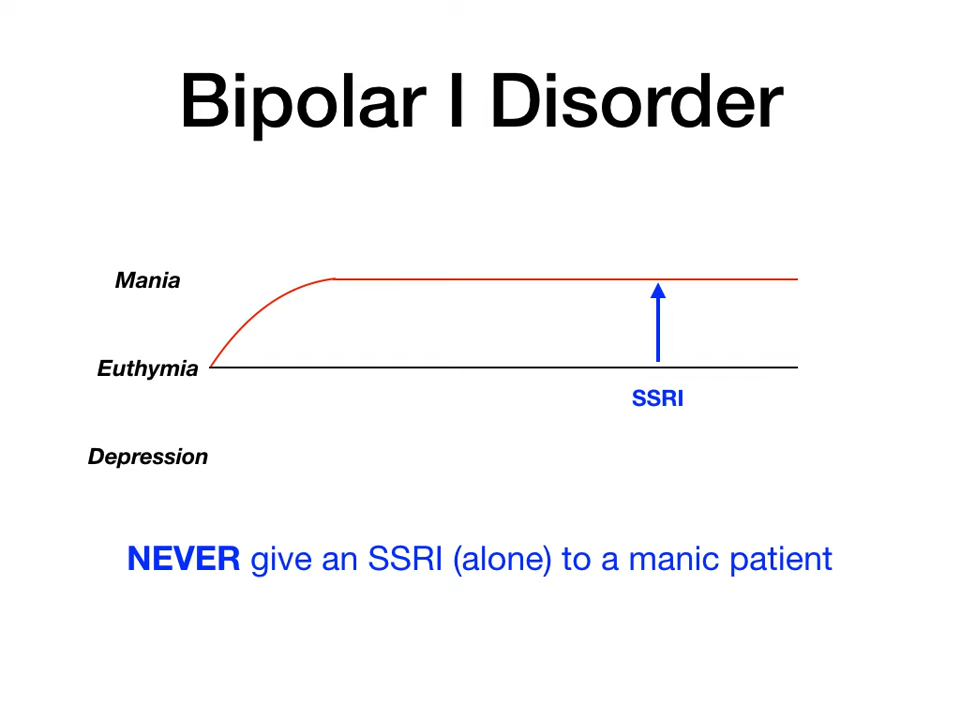 Bipolar I Disorder
Mania
Euthymia
SSRI
Depression
NEVER give an SSRI (alone) to a manic patient